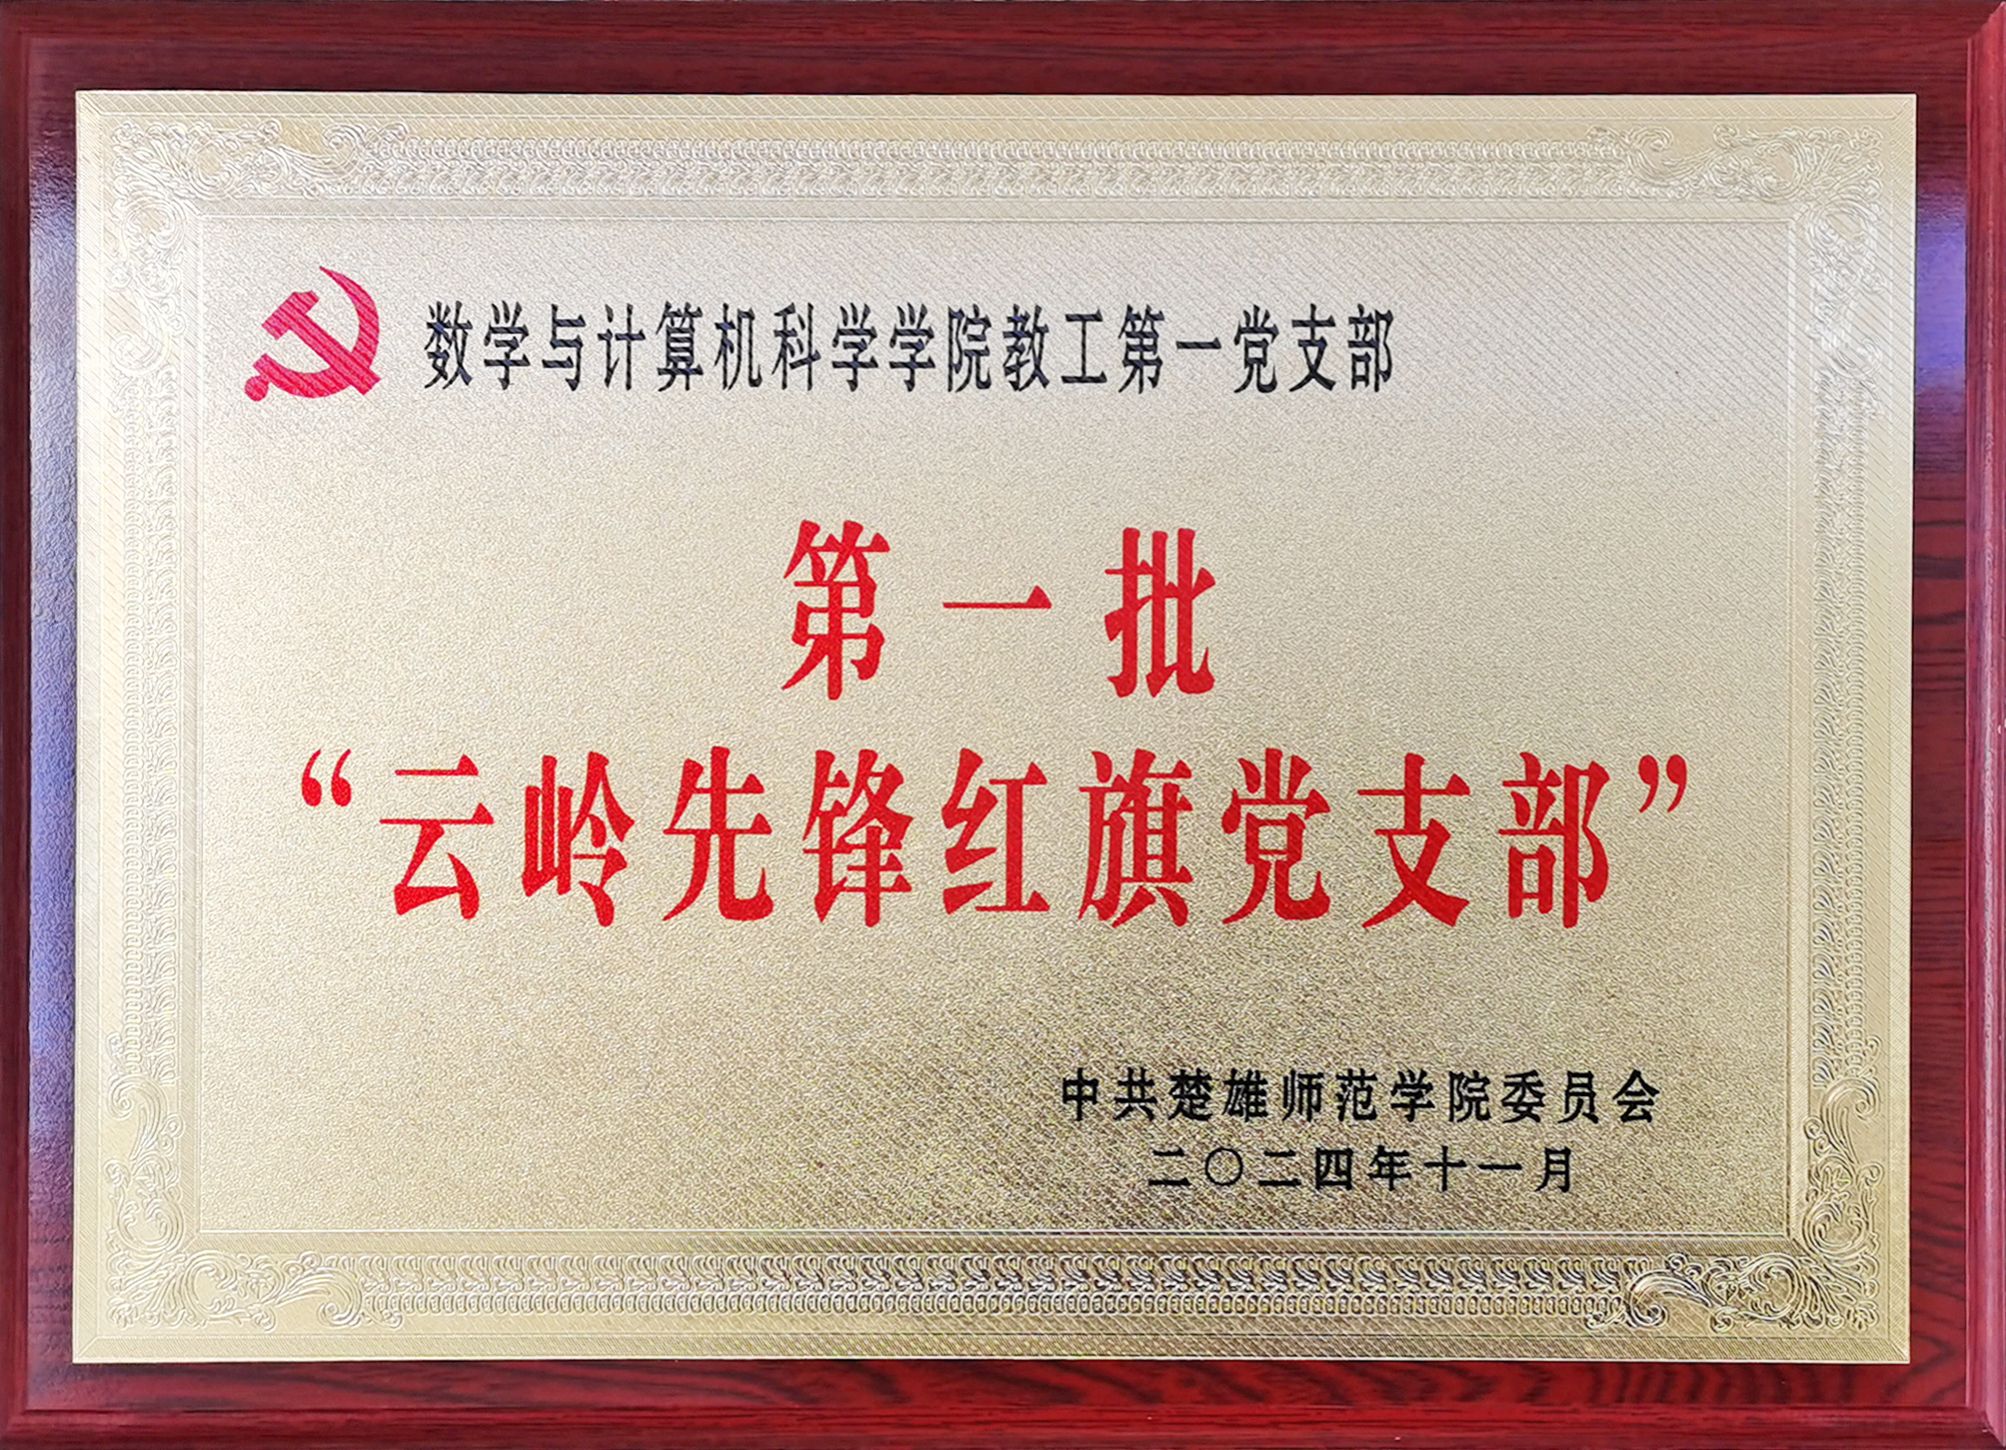 数学与计算机科学学院教工第一党支部
第一批
“云岭先锋红旗党支部”
中共楚雄师范学院委员会
二〇二四年十一月